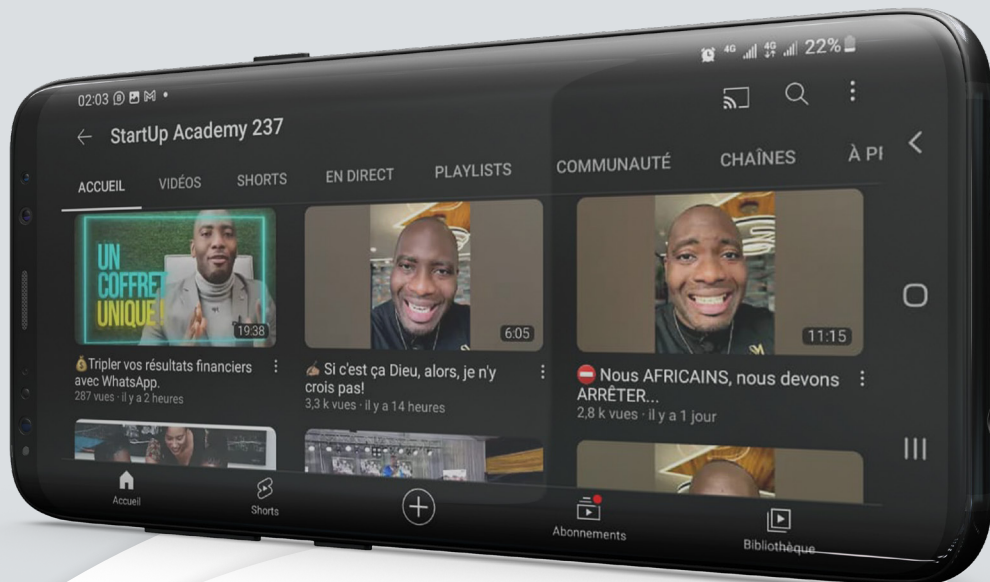 02:03
4G 4G 22%
StartUp Academy 237
ACCUEIL VIDÉOS SHORTS EN DIRECT PLAYLISTS COMMUNAUTÉ CHAÎNES À PR
UN
COFFRET
UNIQUE !
19:38
6:05
11:15
Tripler vos résultats financiers
avec WhatsApp.
287 vues · il y a 2 heures
Si c'est ça Dieu, alors, je n'y
crois pas!
3,3 k vues · il y a 14 heures
Nous AFRICAINS, nous devons
ARRÊTER...
2,8 k vues · il y a 1 jour
Accueil
Shorts
Abonnements
Bibliothèque